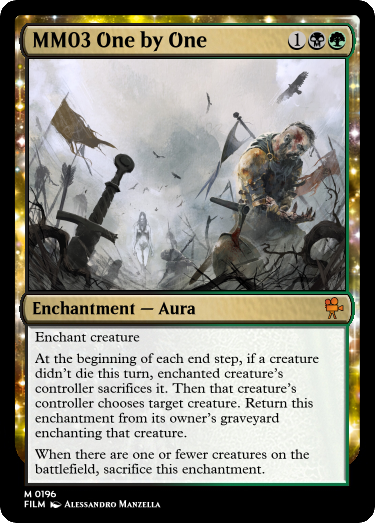 MM03 One by One
1
Enchantment — Aura
Enchant creature
At the beginning of each end step, if a creature
didn't die this turn, enchanted creature's
controller sacrifices it. Then that creature's
controller chooses target creature. Return this
enchantment from its owner's graveyard
enchanting that creature.
When there are one or fewer creatures on the
battlefield, sacrifice this enchantment.
M 0196
FILM Alessandro Manzella